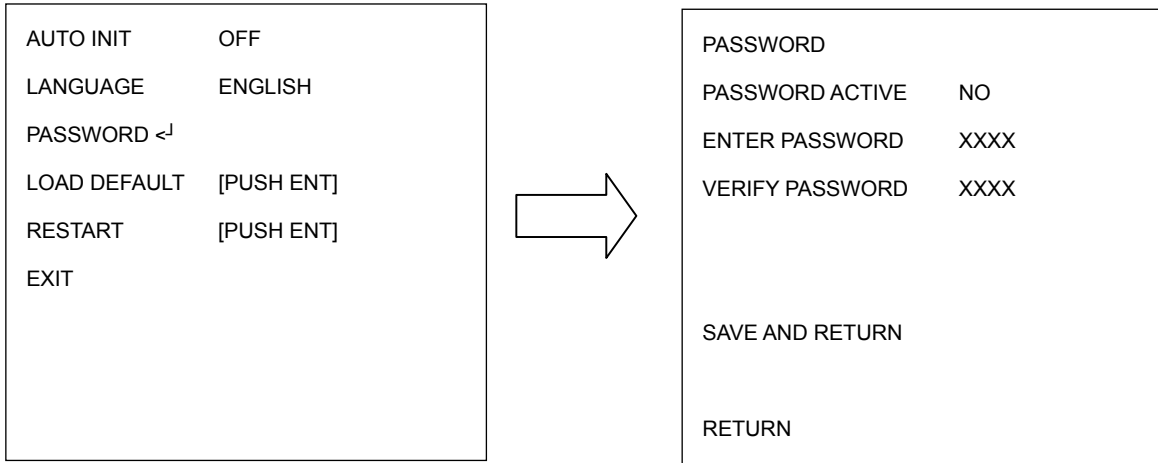 AUTO INIT OFF
LANGUAGE ENGLISH
PASSWORD <┘
LOAD DEFAULT [PUSH ENT]
RESTART [PUSH ENT]
EXIT
PASSWORD
PASSWORD ACTIVE NO
ENTER PASSWORD XXXX
VERIFY PASSWORD XXXX
SAVE AND RETURN
RETURN